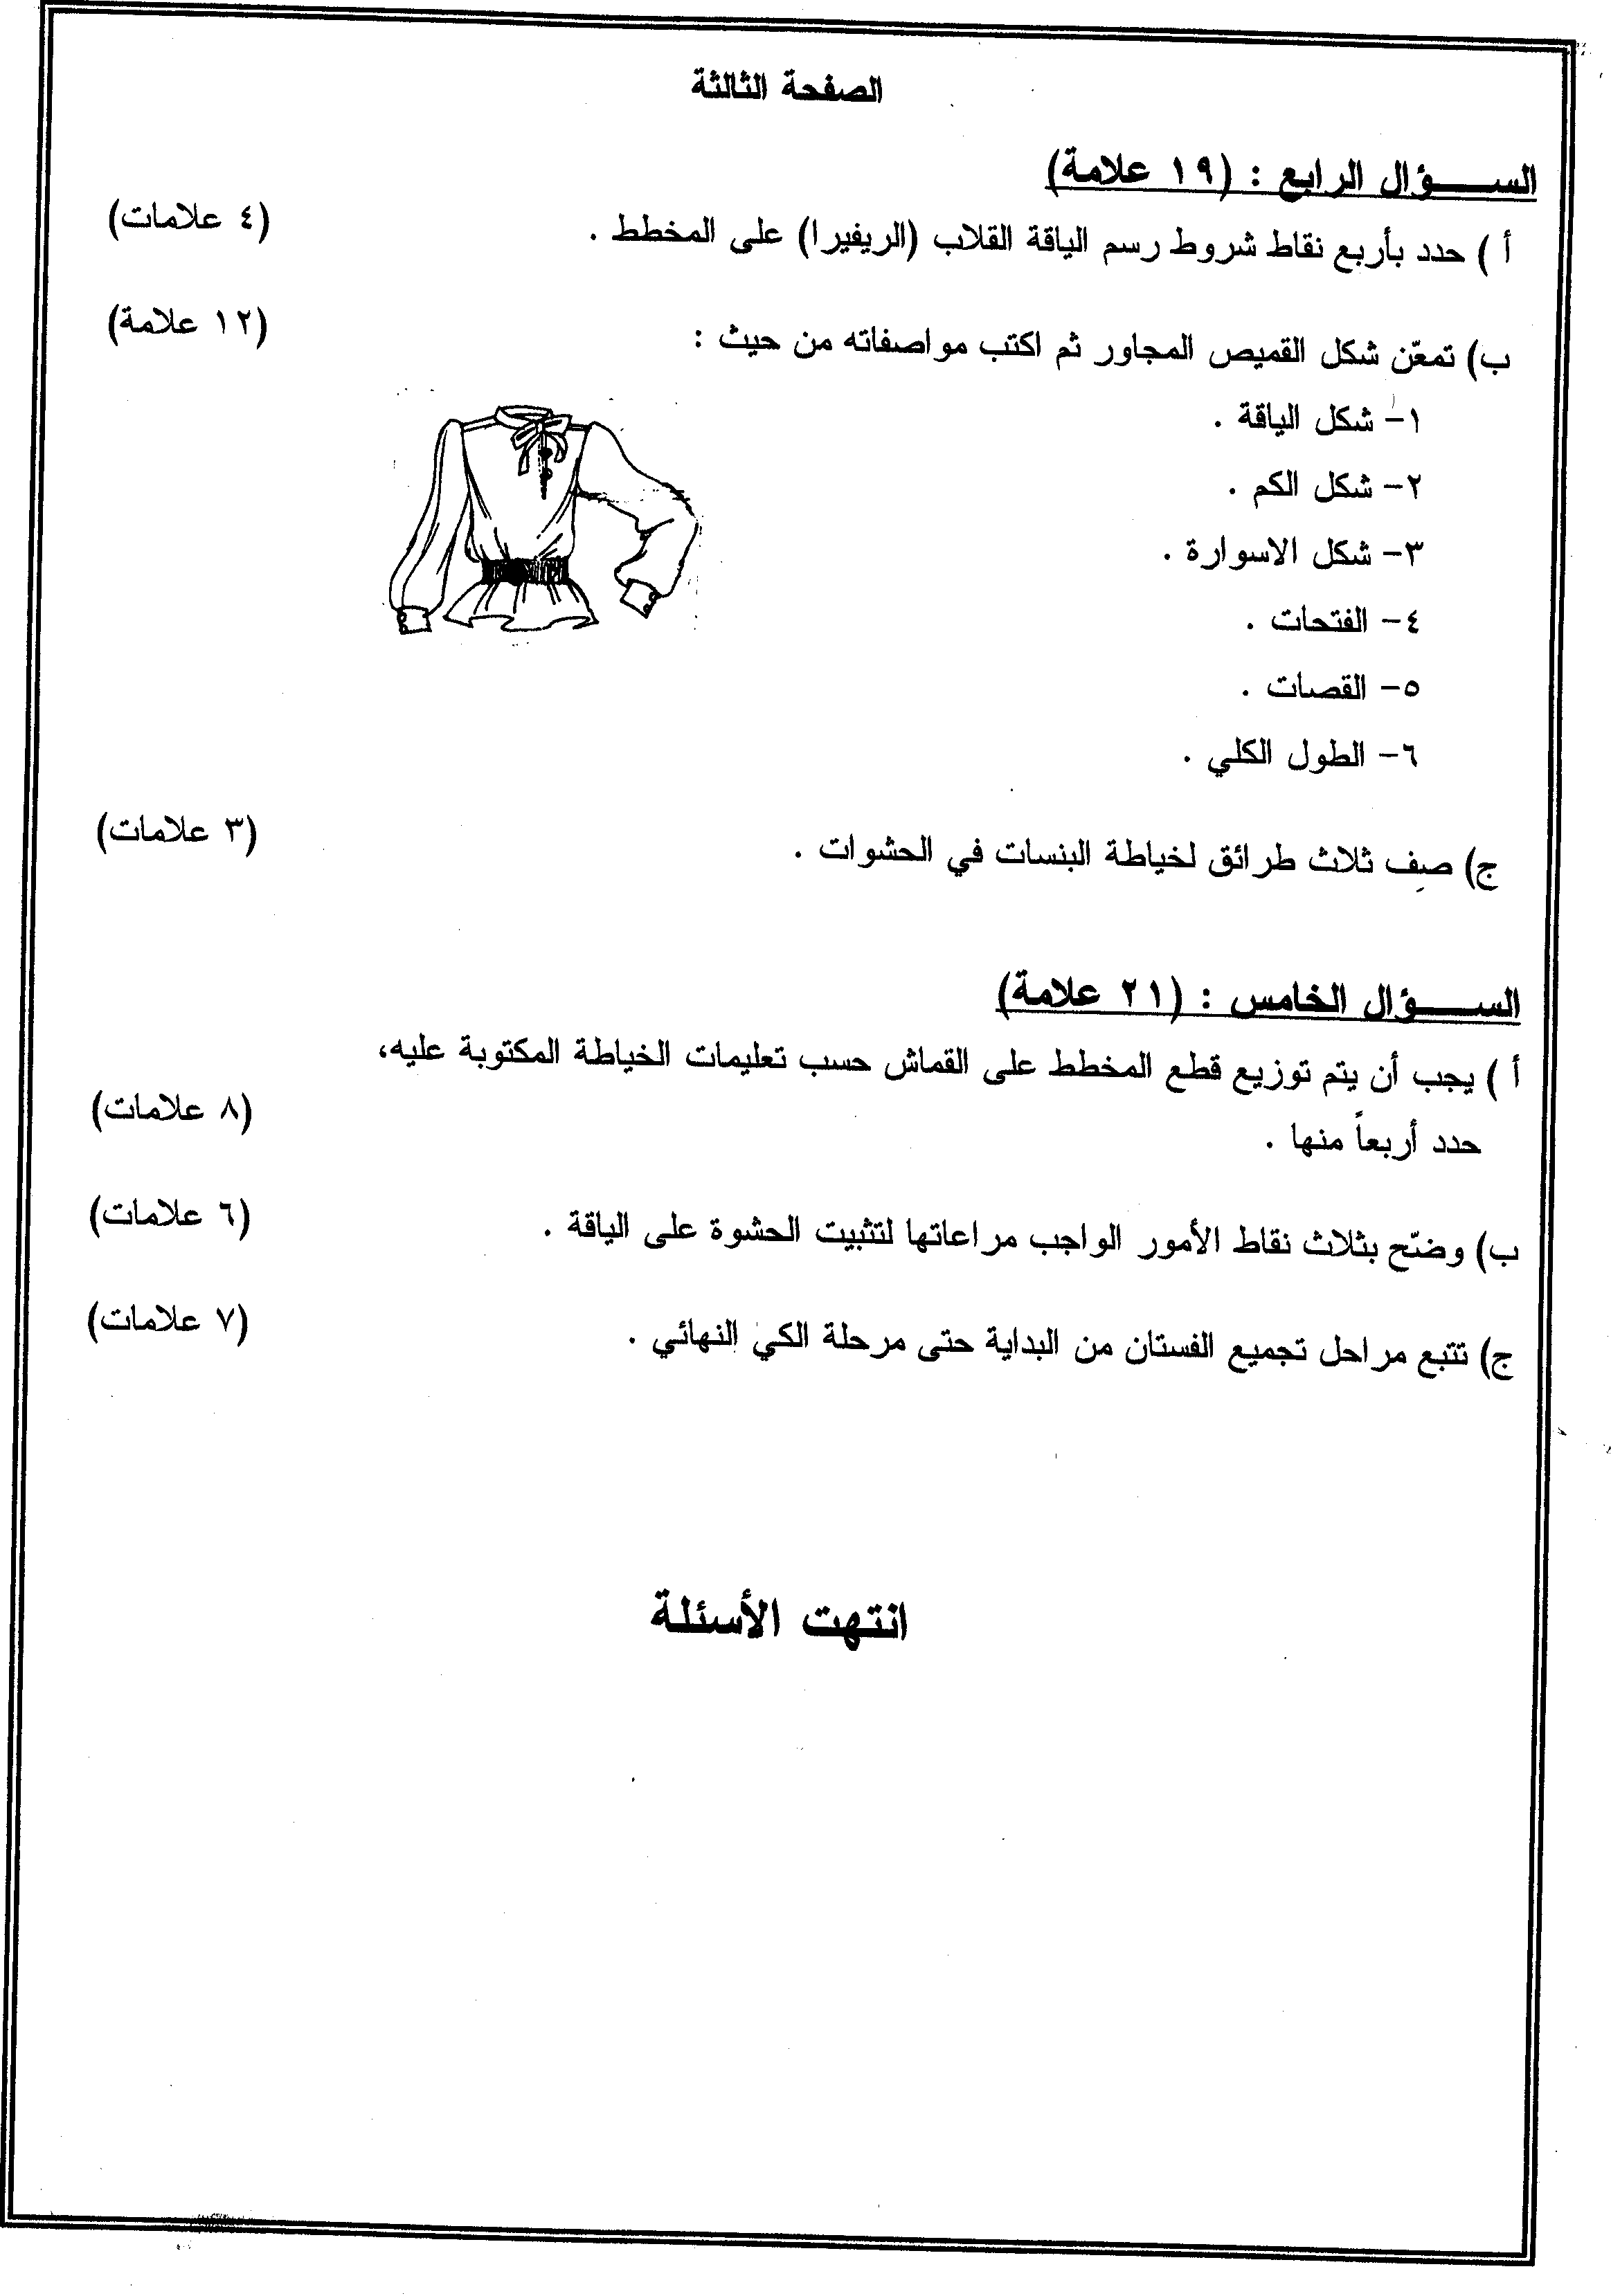 الصفحة الثالثة
الســـؤال الرابع : (١٩ علامة)
أ ) حدد بأربع نقاط شروط رسم الياقة القلاب (الريفيرا) على المخطط . (٤ علامات)
ب) تمعّن شكل القميص المجاور ثم اكتب مواصفاته من حيث : (١٢ علامة)
١- شكل الياقة .
٢- شكل الكم .
٣- شكل الاسوارة .
٤- الفتحات .
٥- القصات .
٦- الطول الكلي .
ج) صف ثلاث طرائق لخياطة البنسات في الحشوات . (٣ علامات)
الســـؤال الخامس : (٢١ علامة)
أ ) يجب أن يتم توزيع قطع المخطط على القماش حسب تعليمات الخياطة المكتوبة عليه،
حدد أربعاً منها . (٨ علامات)
ب) وضّح بثلاث نقاط الأمور الواجب مراعاتها لتثبيت الحشوة على الياقة . (٦ علامات)
ج) تتبع مراحل تجميع الفستان من البداية حتى مرحلة الكي النهائي . (٧ علامات)
انتهت الأسئلة